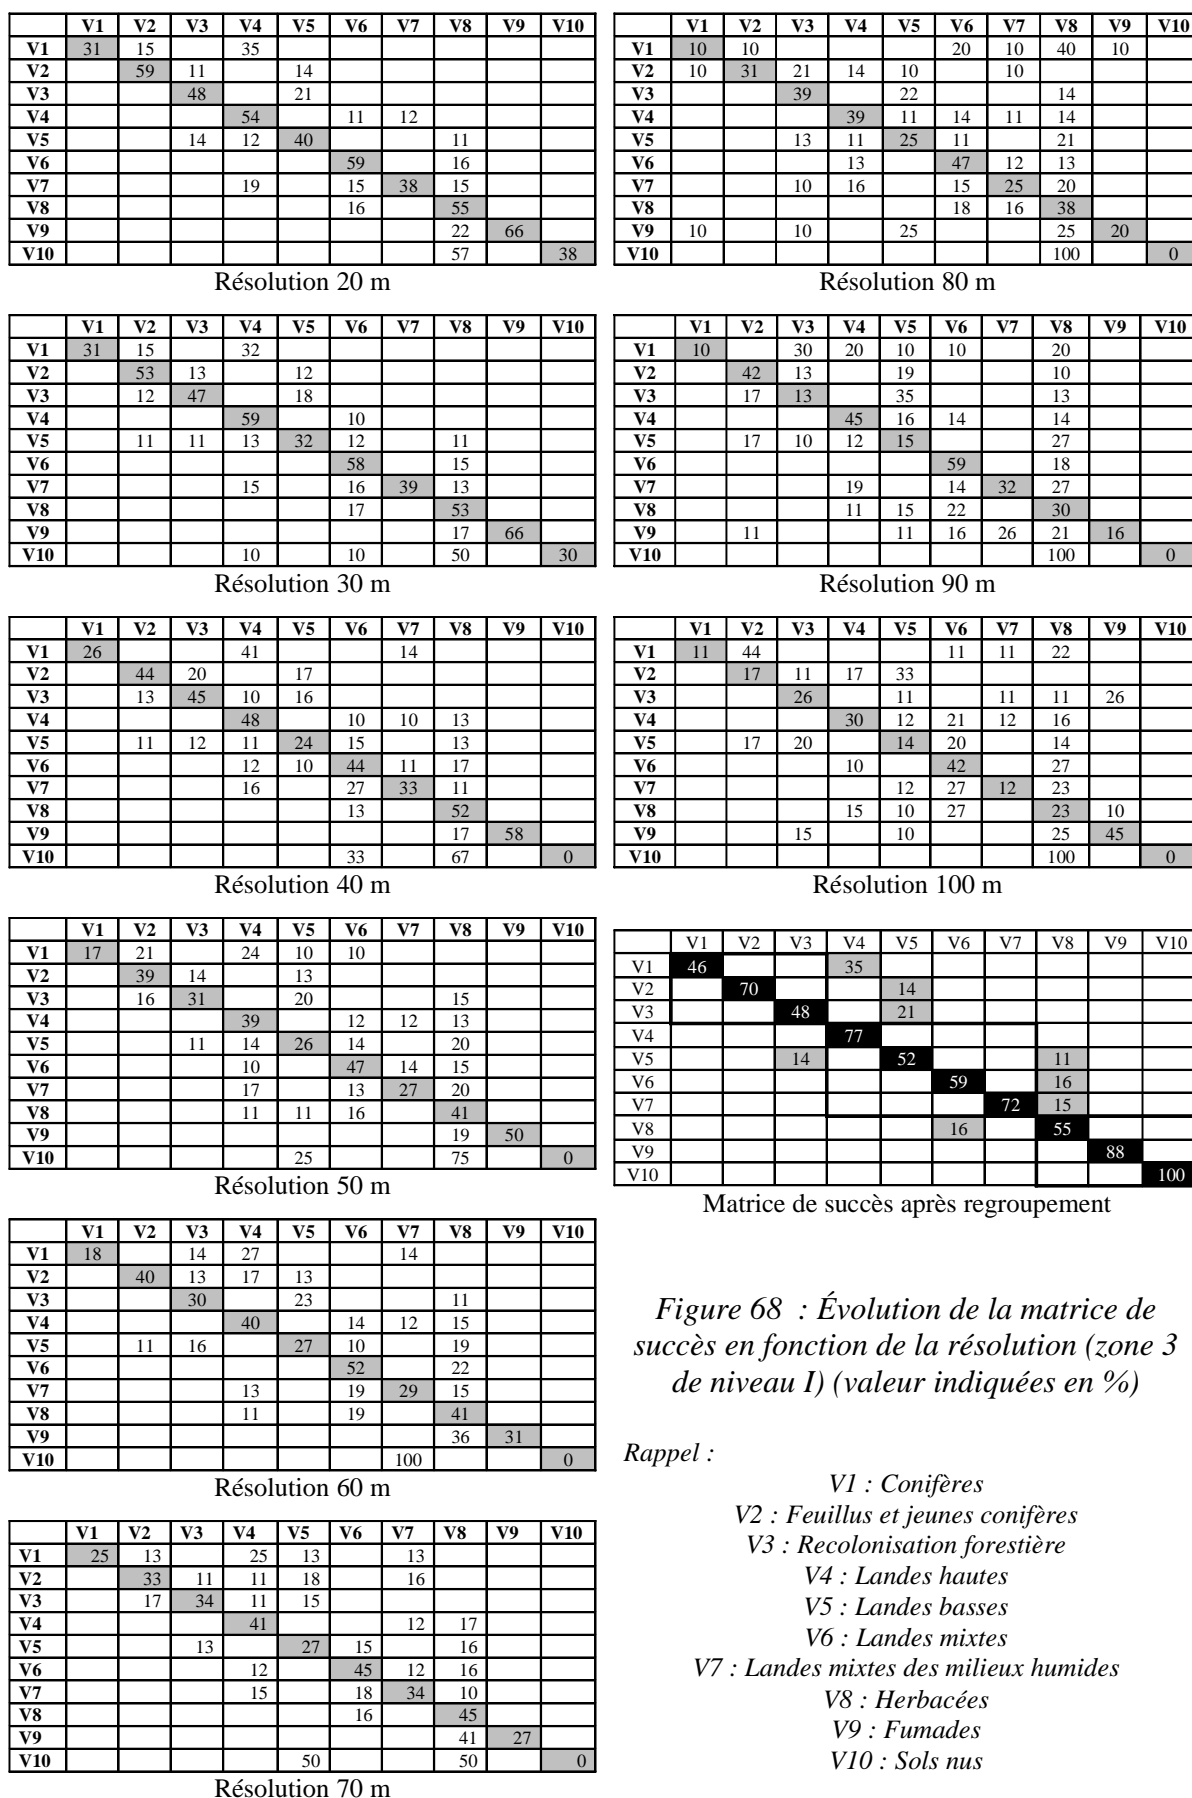 V1 V2 V3 V4 V5 V6 V7 V8 V9 V10
V1 31 15 35
V2 59 11 14
V3 48 21
V4 54 11 12
V5 14 12 40 11
V6 59 16
V7 19 15 38 15
V8 16 55
V9 22 66
V10 57 38
Résolution 20 m
V1 V2 V3 V4 V5 V6 V7 V8 V9 V10
V1 31 15 32
V2 53 13 12
V3 12 47 18
V4 59 10
V5 11 11 13 32 12 11
V6 58 15
V7 15 16 39 13
V8 17 53
V9 17 66
V10 10 10 50 30
Résolution 30 m
V1 V2 V3 V4 V5 V6 V7 V8 V9 V10
V1 26 41 14
V2 44 20 17
V3 13 45 10 16
V4 48 10 10 13
V5 11 12 11 24 15 13
V6 12 10 44 11 17
V7 16 27 33 11
V8 13 52
V9 17 58
V10 33 67 0
Résolution 40 m
V1 V2 V3 V4 V5 V6 V7 V8 V9 V10
V1 17 21 24 10 10
V2 39 14 13
V3 16 31 20 15
V4 39 12 12 13
V5 11 14 26 14 20
V6 10 47 14 15
V7 17 13 27 20
V8 11 11 16 41
V9 19 50
V10 25 75 0
Résolution 50 m
V1 V2 V3 V4 V5 V6 V7 V8 V9 V10
V1 18 14 27 14
V2 40 13 17 13
V3 30 23 11
V4 40 14 12 15
V5 11 16 27 10 19
V6 52 22
V7 13 19 29 15
V8 11 19 41
V9 36 31
V10 100 0
Résolution 60 m
V1 V2 V3 V4 V5 V6 V7 V8 V9 V10
V1 25 13 25 13 13
V2 33 11 11 18 16
V3 17 34 11 15
V4 41 12 17
V5 13 27 15 16
V6 12 45 12 16
V7 15 18 34 10
V8 16 45
V9 41 27
V10 50 50 0
Résolution 70 m
V1 V2 V3 V4 V5 V6 V7 V8 V9 V10
V1 10 10 20 10 40 10
V2 10 31 21 14 10 10
V3 39 22 14
V4 39 11 14 11 14
V5 13 11 25 11 21
V6 13 47 12 13
V7 10 16 15 25 20
V8 18 16 38
V9 10 10 25 25 20
V10 100 0
Résolution 80 m
V1 V2 V3 V4 V5 V6 V7 V8 V9 V10
V1 10 30 20 10 10 20
V2 42 13 19 10
V3 17 13 35 13
V4 45 16 14 14
V5 17 10 12 15 27
V6 59 18
V7 19 14 32 27
V8 11 15 22 30
V9 11 11 16 26 21 16
V10 100 0
Résolution 90 m
V1 V2 V3 V4 V5 V6 V7 V8 V9 V10
V1 11 44 11 11 22
V2 17 11 17 33
V3 26 11 11 11 26
V4 30 12 21 12 16
V5 17 20 14 20 14
V6 10 42 27
V7 12 27 12 23
V8 15 10 27 23 10
V9 15 10 25 45
V10 100 0
Résolution 100 m
V1 V2 V3 V4 V5 V6 V7 V8 V9 V10
V1 46 35
V2 70 14
V3 48 21
V4 77
V5 14 52 11
V6 59 16
V7 72 15
V8 16 55
V9 88
V10 100
Matrice de succès après regroupement
Figure 68 : Évolution de la matrice de
succès en fonction de la résolution (zone 3
de niveau I) (valeur indiquées en %)
Rappel :
V1 : Conifères
V2 : Feuillus et jeunes conifères
V3 : Recolonisation forestière
V4 : Landes hautes
V5 : Landes basses
V6 : Landes mixtes
V7 : Landes mixtes des milieux humides
V8 : Herbacées
V9 : Fumades
V10 : Sols nus